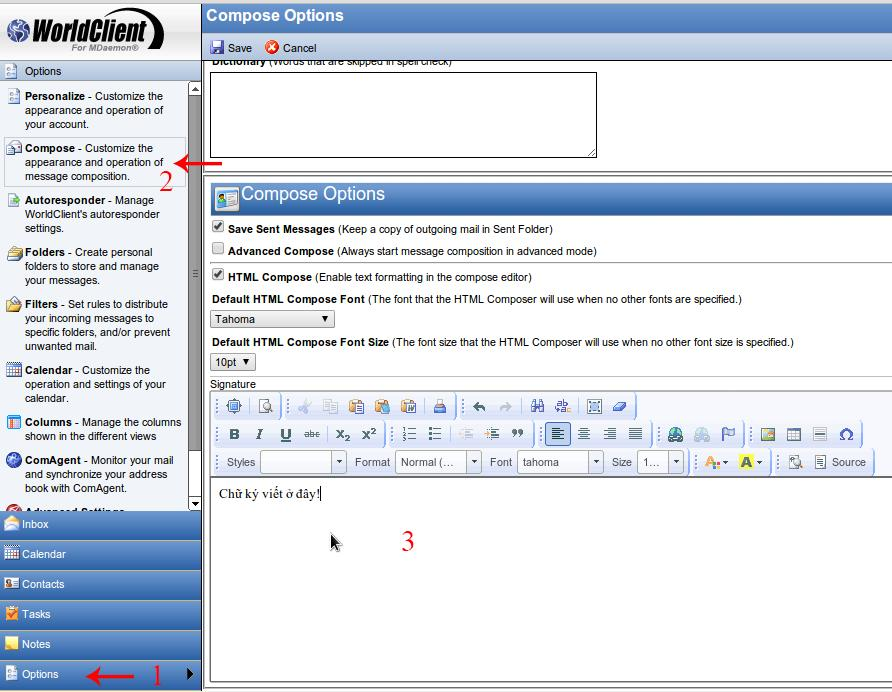 WorldClient
For MDaemon®
Options
Personalize - Customize the
appearance and operation of
your account.
Compose - Customize the
appearance and operation of
message composition.
2
Autoresponder - Manage
WorldClient's autoresponder
settings.
Folders - Create personal
folders to store and manage
your messages.
Filters - Set rules to distribute
your incoming messages to
specific folders, and/or prevent
unwanted mail.
Calendar - Customize the
operation and settings of your
calendar.
Columns - Manage the columns
shown in the different views
ComAgent - Monitor your mail
and synchronize your address
book with ComAgent.
Advanced Settings
Inbox
Calendar
Contacts
Tasks
Notes
Options
1
Compose Options
Save Cancel
Dictionary (Words that are skipped in spell check)
Compose Options
Save Sent Messages (Keep a copy of outgoing mail in Sent Folder)
Advanced Compose (Always start message composition in advanced mode)
HTML Compose (Enable text formatting in the compose editor)
Default HTML Compose Font (The font that the HTML Composer will use when no other fonts are specified.)
Tahoma
Default HTML Compose Font Size (The font size that the HTML Composer will use when no other font size is specified.)
10pt
Signature
B I U abc X₂ X²
Styles Format Normal (... Font tahoma Size 1... Source
Chữ ký viết ở đây!
3